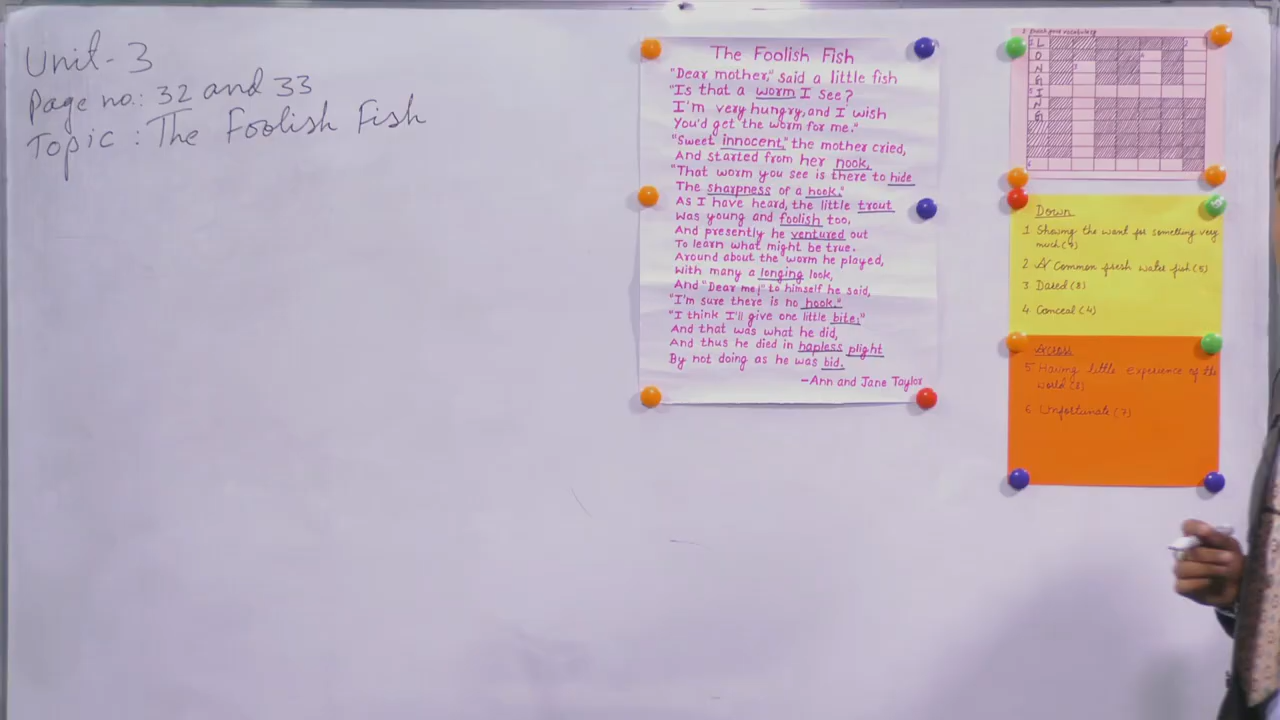 Unit-3
Page no.: 32 and 33
Topic : The Foolish Fish
The Foolish Fish
"Dear mother," said a little fish
"Is that a worm I see?
I'm very hungry, and I wish
You'd get the worm for me."
"Sweet innocent," the mother cried,
And started from her nook,
"That worm you see is there to hide
The sharpness of a hook."
As I have heard, the little trout
Was young and foolish too,
And presently he ventured out
To learn what might be true.
Around about the worm he played,
With many a longing look,
And "Dear me!" to himself he said,
"I'm sure there is no hook."
"I think I'll give one little bite;"
And that was what he did,
And thus he died in hapless plight
By not doing as he was bid.
-Ann and Jane Taylor
vocabulary
L
O
N
G
I
N
G
Down
1 Showing the want for something very
much(7)
2 A Common fresh water fish(5)
3 Dared(8)
4 Conceal(4)
5 Having little experience of the
world(8)
6 Unfortunate(7)